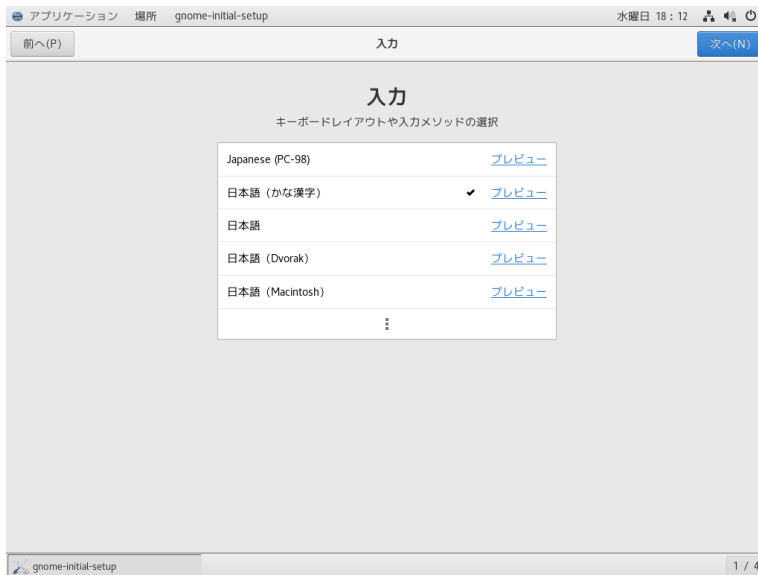 アプリケーション 場所 gnome-initial-setup 水曜日 18:12
前へ(P) 入力 次へ(N)
入力
キーボードレイアウトや入力メソッドの選択
Japanese (PC-98) プレビュー
日本語（かな漢字） ✔ プレビュー
日本語 プレビュー
日本語（Dvorak） プレビュー
日本語（Macintosh） プレビュー
gnome-initial-setup 1 / 4